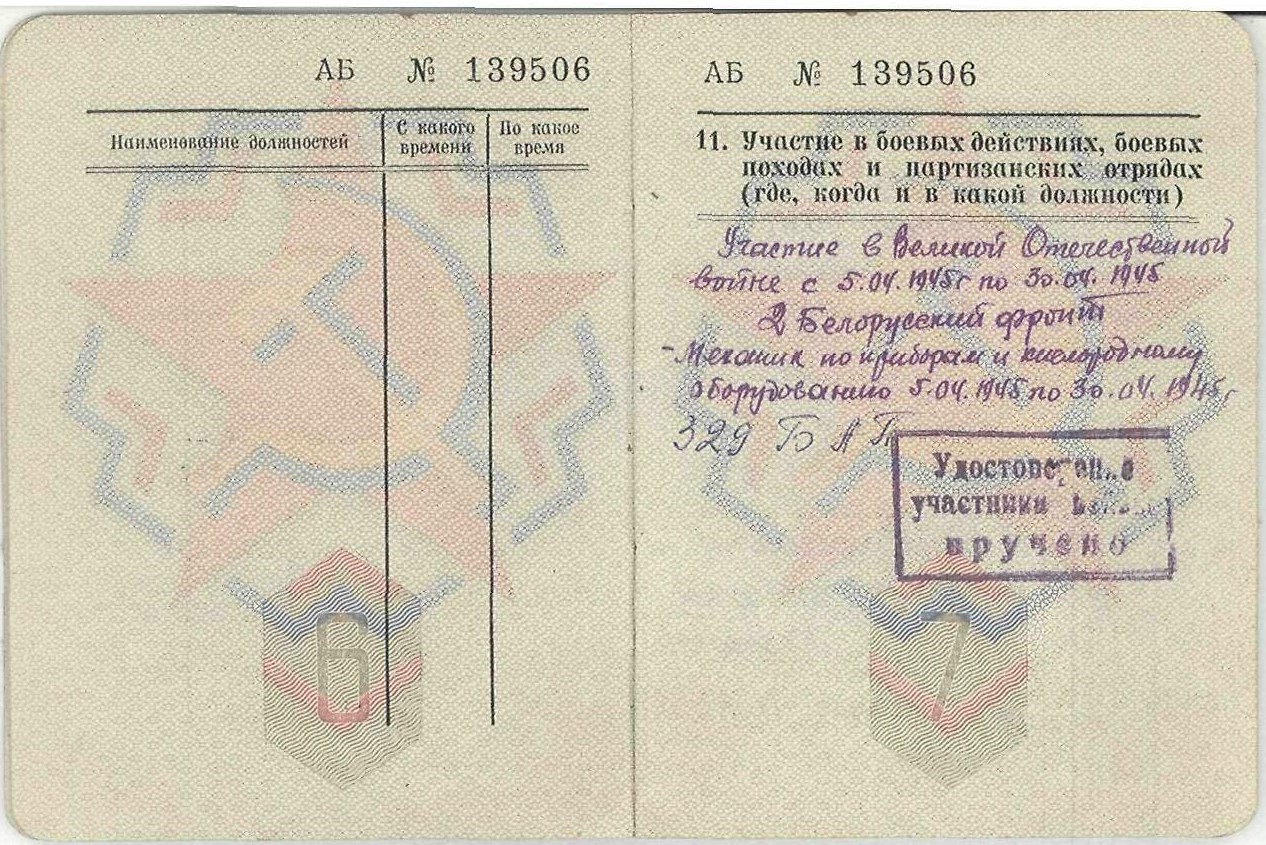 АБ № 139506
Наименование должностей
С какого времени
По какое время
6
АБ № 139506
11. Участие в боевых действиях, боевых
походах и партизанских отрядах
(где, когда и в какой должности)
Участие в Великой Отечественной
войне с 5.04.1945г по 30.04.1945
2 Белорусский фронт
-Механик по приборам и кислородному
оборудованию 5.04.1945 по 30.04.1945г
329 БАП
участника
вручено
7